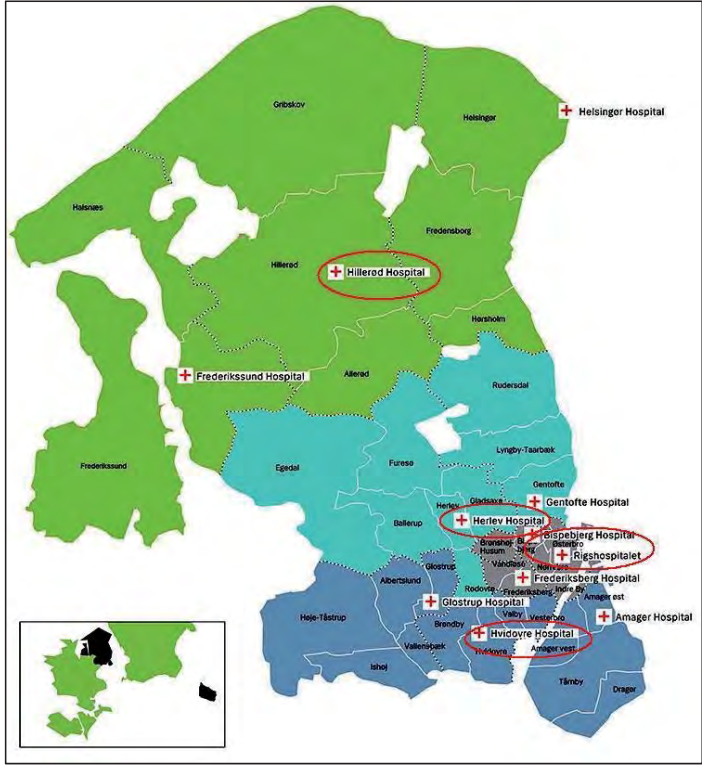 Gribskov
Helsingør
Helsingør Hospital
Halsnæs
Fredensborg
Hillerød
Hillerød Hospital
Hørsholm
Frederikssund Hospital
Allerød
Rudersdal
Lyngby-Taarbæk
Frederikssund
Egedal
Furesø
Gentofte
Gladsaxe
Gentofte Hospital
Herlev
Herlev Hospital
Ballerup
Bispebjerg Hospital
Brønshøj-
Husum
Østerbro
Rigshospitalet
Glostrup
Vanløse
Albertslund
Frederiksberg Hospital
Rødovre
Frederiksberg
Indre By
Amager øst
Glostrup Hospital
Høje-Tåstrup
Valby
Vesterbro
Amager Hospital
Brøndby
Hvidovre Hospital
Vallensbæk
Hvidovre
Amager vest
Ishøj
Tårnby
Dragør